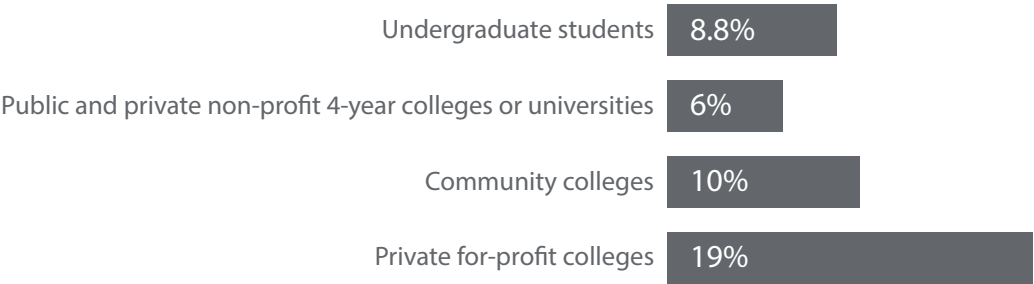 Undergraduate students 8.8%
Public and private non-profit 4-year colleges or universities 6%
Community colleges 10%
Private for-profit colleges 19%